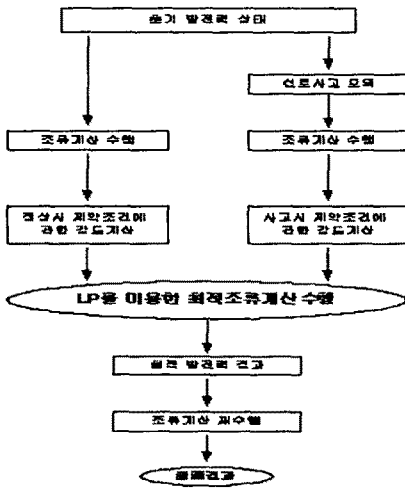 초기 발전력 상태
선로사고 모의
조류계산 수행
조류계산 수행
정상시 제약조건에
관한 감도계산
사고시 제약조건에
관한 감도계산
LP를 이용한 최적조류계산 수행
최적 발전력 결과
조류계산 재수행